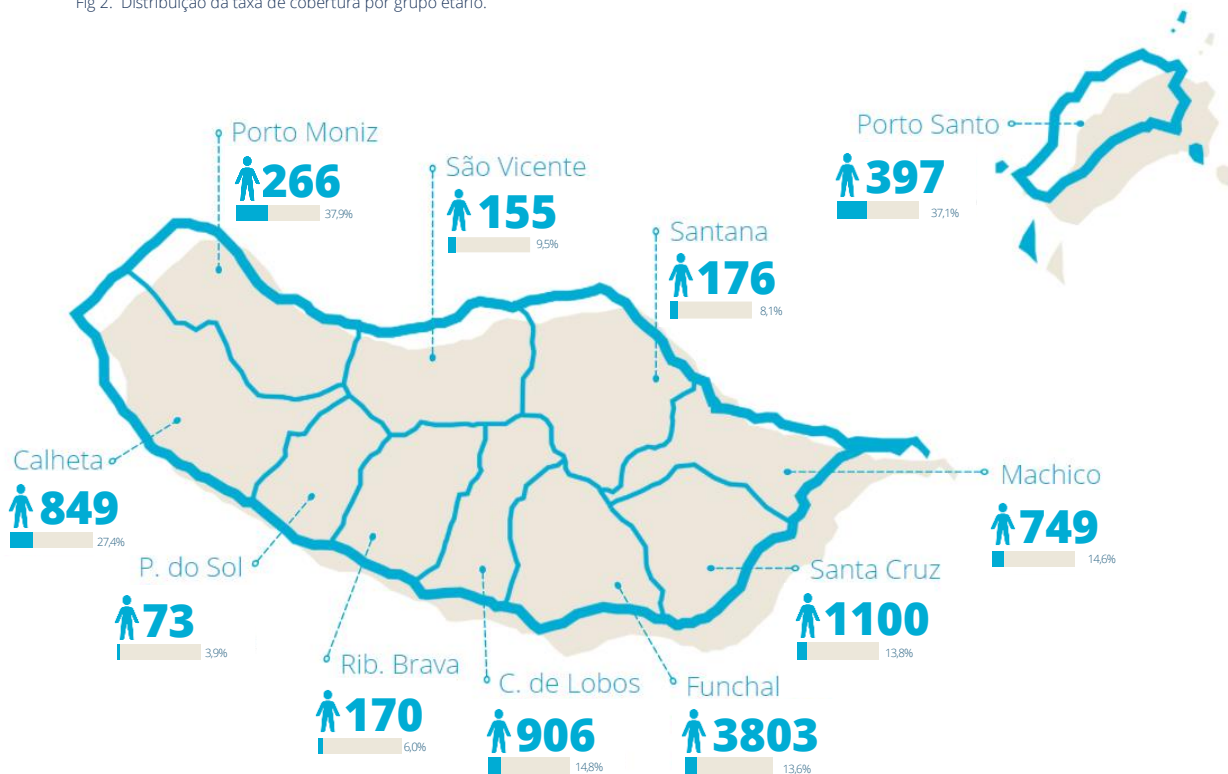 Fig 2. Distribuição da taxa de cobertura por grupo etário.
Porto Moniz
266
37,9%
São Vicente
155
9,5%
Santana
176
8,1%
Porto Santo
397
37,1%
Calheta
849
27,4%
P. do Sol
73
3,9%
Rib. Brava
170
6,0%
C. de Lobos
906
14,8%
Funchal
3803
13,6%
Santa Cruz
1100
13,8%
Machico
749
14,6%